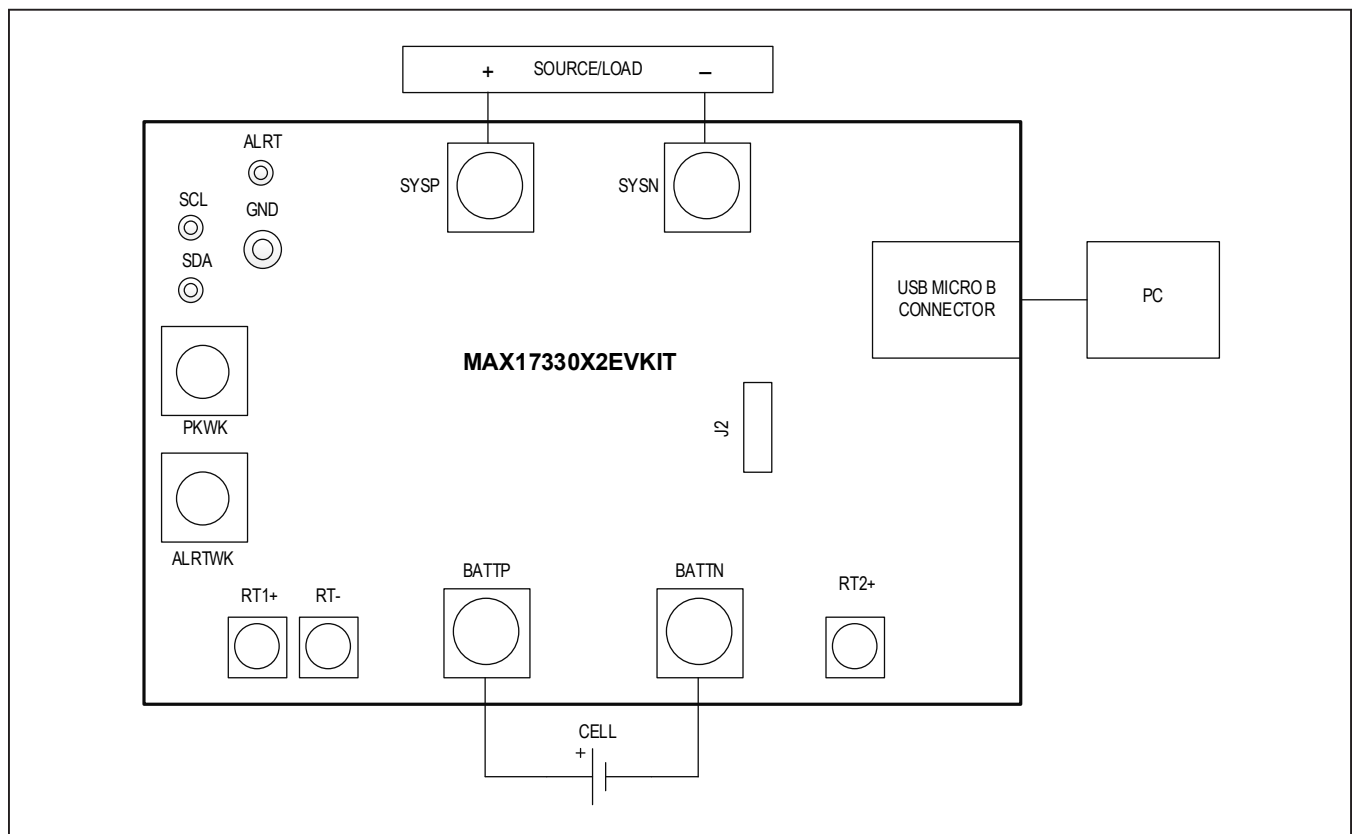 + SOURCE/LOAD –
ALRT
SYSP
SYSN
SCL
GND
SDA
USB MICRO B
CONNECTOR
PC
MAX17330X2EVKIT
PKWK
J2
ALRTWK
BATTP
BATTN
RT1+
RT-
RT2+
CELL
+